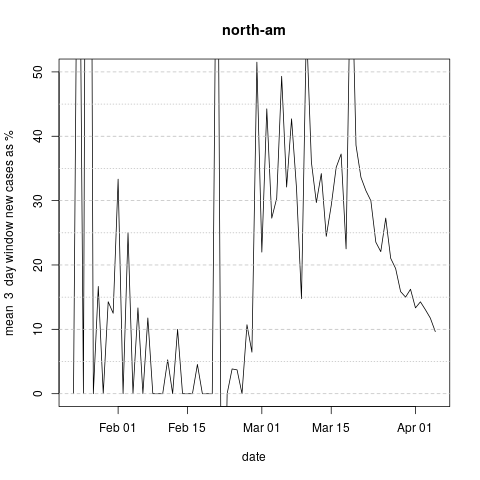 north-am
50
40
30
20
10
0
mean  3  day window new cases as %
Feb 01
Feb 15
Mar 01
Mar 15
Apr 01
date